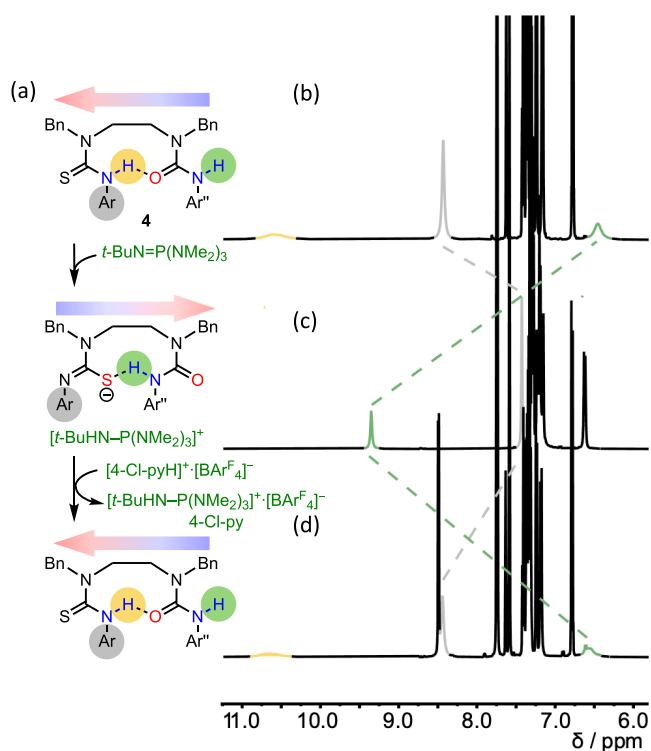 (a)
(b)
Bn
N
N
Bn
H
H
S
N
O
N
Ar
Ar"
4
t-BuN=P(NMe₂)₃
(c)
Bn
N
N
Bn
N
S
H
N
O
Ar
⊖
Ar"
[t-BuHN–P(NMe₂)₃]⁺
[4-Cl-pyH]⁺·[BArᶠ₄]⁻
[t-BuHN–P(NMe₂)₃]⁺·[BArᶠ₄]⁻
4-Cl-py
(d)
Bn
N
N
Bn
H
H
S
N
O
N
Ar
Ar"
11.0 10.0 9.0 8.0 7.0 6.0
δ / ppm